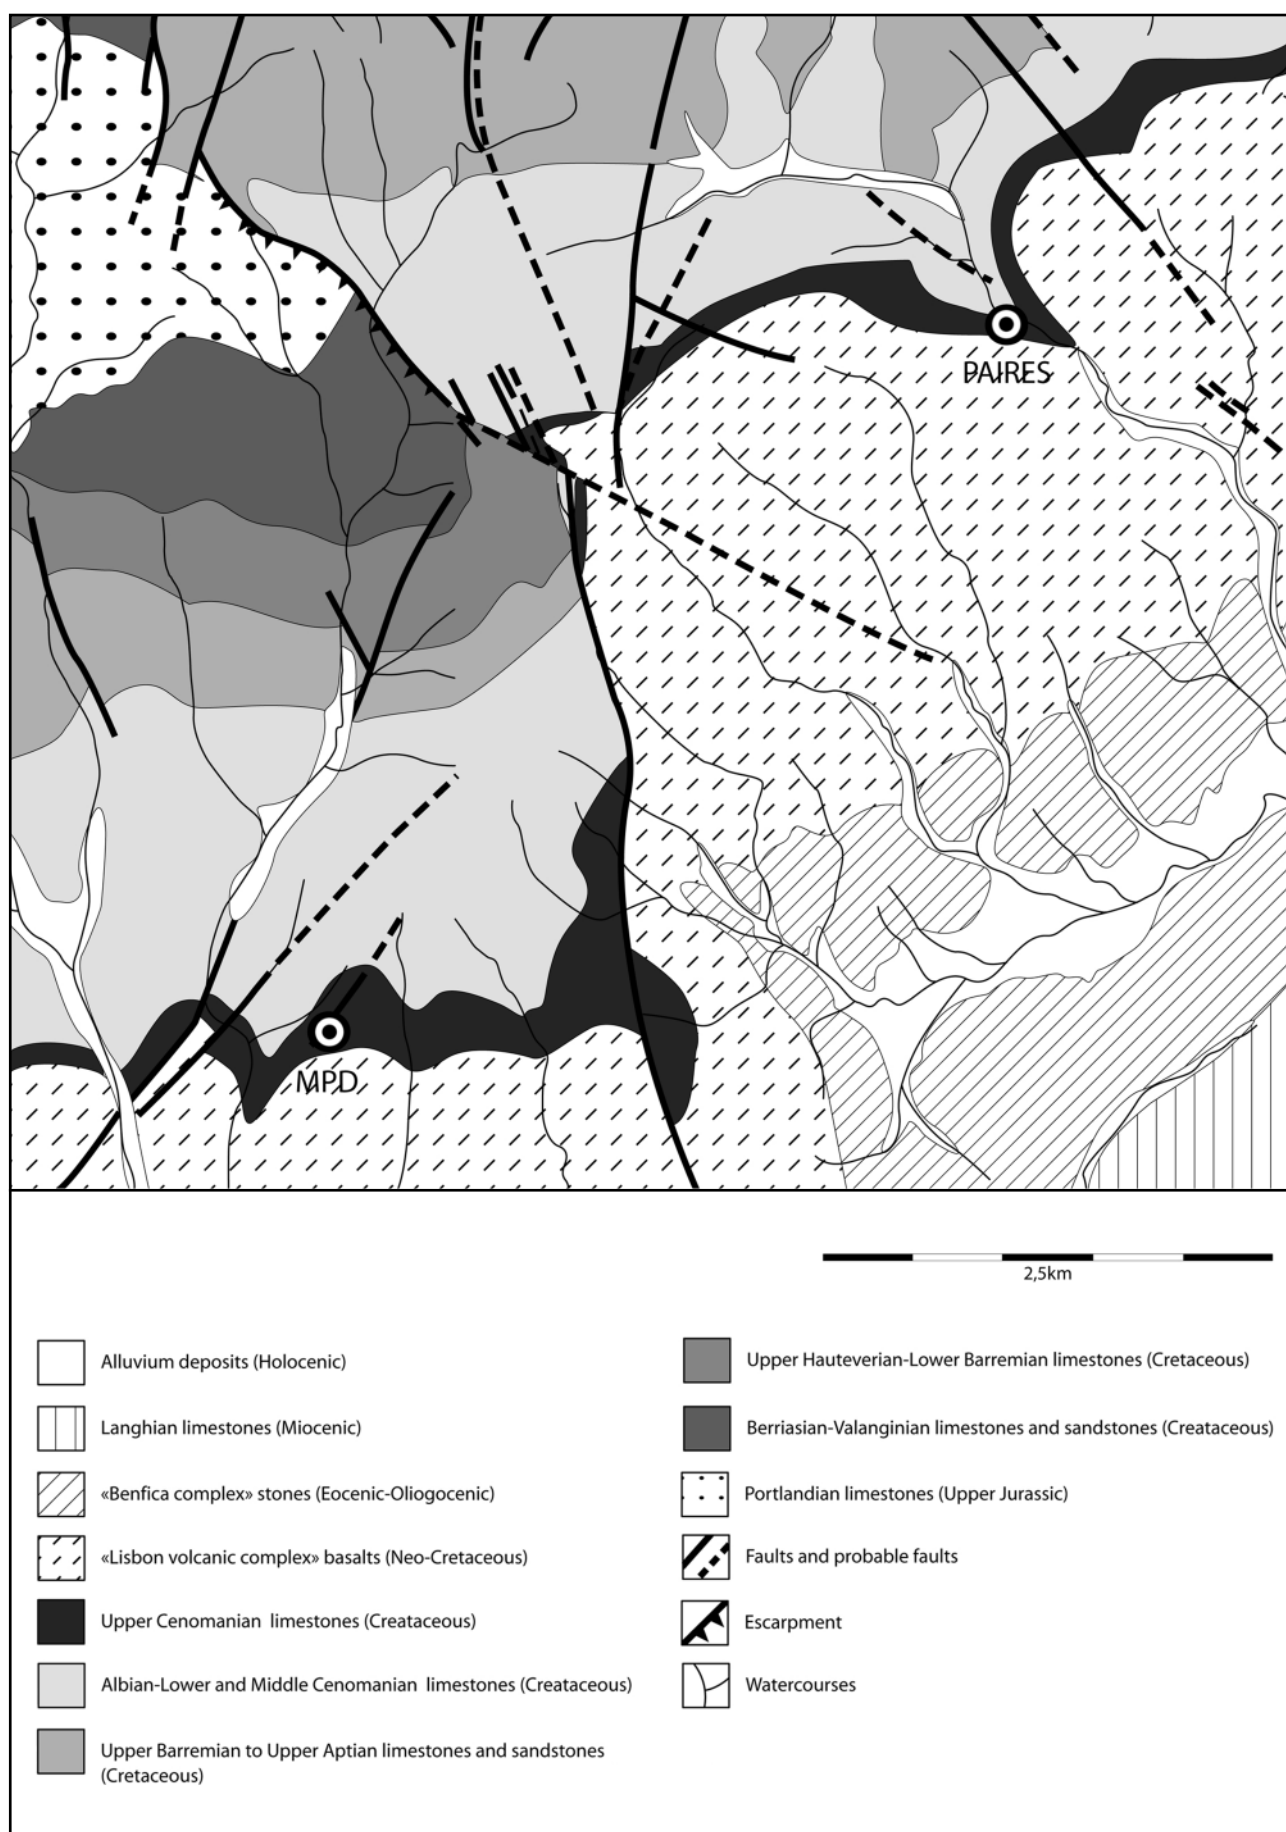 PAIRES
MPD
2,5km
Alluvium deposits (Holocenic)
Langhian limestones (Miocenic)
«Benfica complex» stones (Eocenic-Oliogocenic)
«Lisbon volcanic complex» basalts (Neo-Cretaceous)
Upper Cenomanian limestones (Creataceous)
Albian-Lower and Middle Cenomanian limestones (Creataceous)
Upper Barremian to Upper Aptian limestones and sandstones
(Cretaceous)
Upper Hauteverian-Lower Barremian limestones (Cretaceous)
Berriasian-Valanginian limestones and sandstones (Creataceous)
Portlandian limestones (Upper Jurassic)
Faults and probable faults
Escarpment
Watercourses